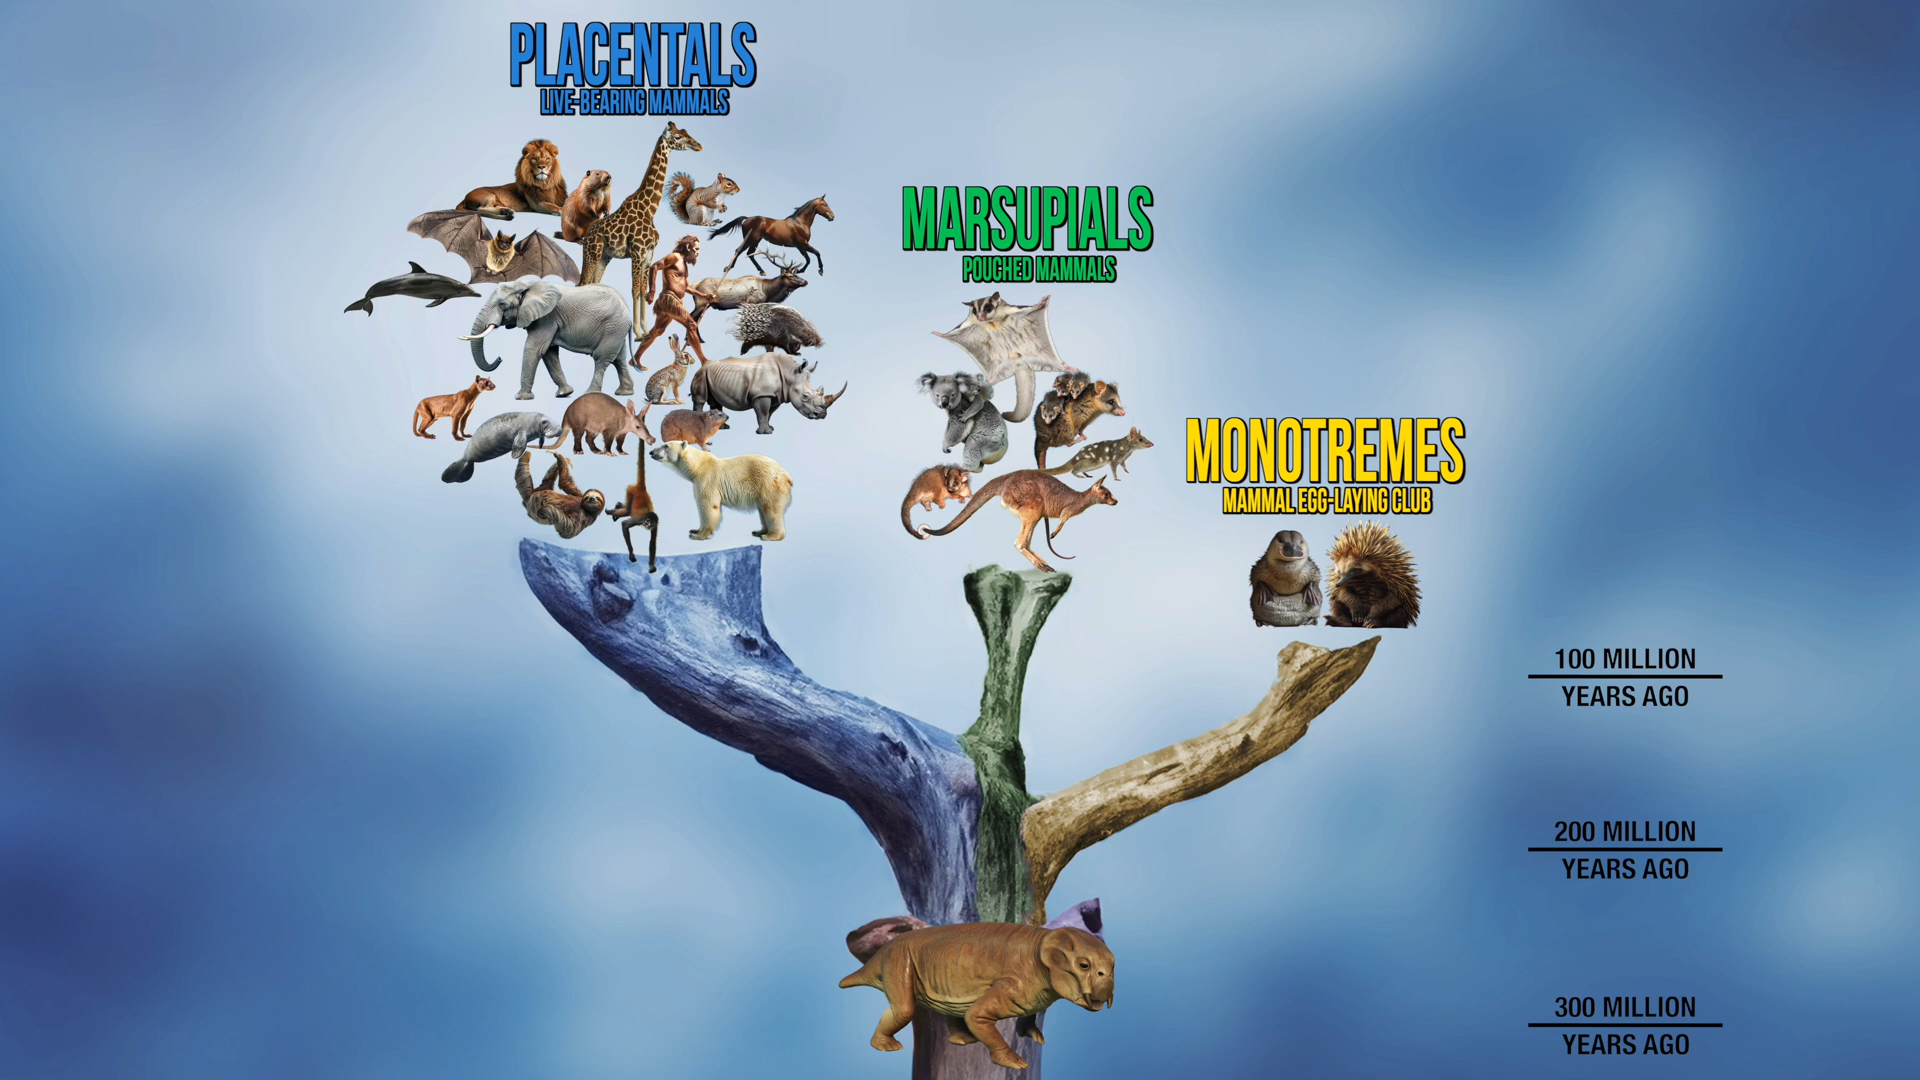 PLACENTALS
LIVE-BEARING MAMMALS
MARSUPIALS
POUCHED MAMMALS
MONOTREMES
MAMMAL EGG-LAYING CLUB
100 MILLION
YEARS AGO
200 MILLION
YEARS AGO
300 MILLION
YEARS AGO